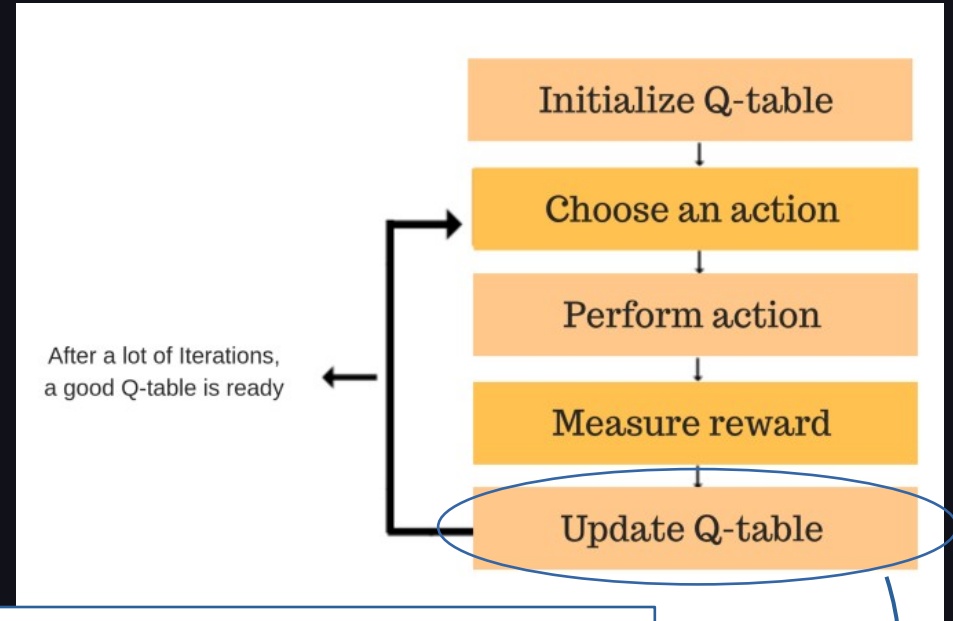 Initialize Q-table
Choose an action
Perform action
After a lot of Iterations,
a good Q-table is ready
Measure reward
Update Q-table